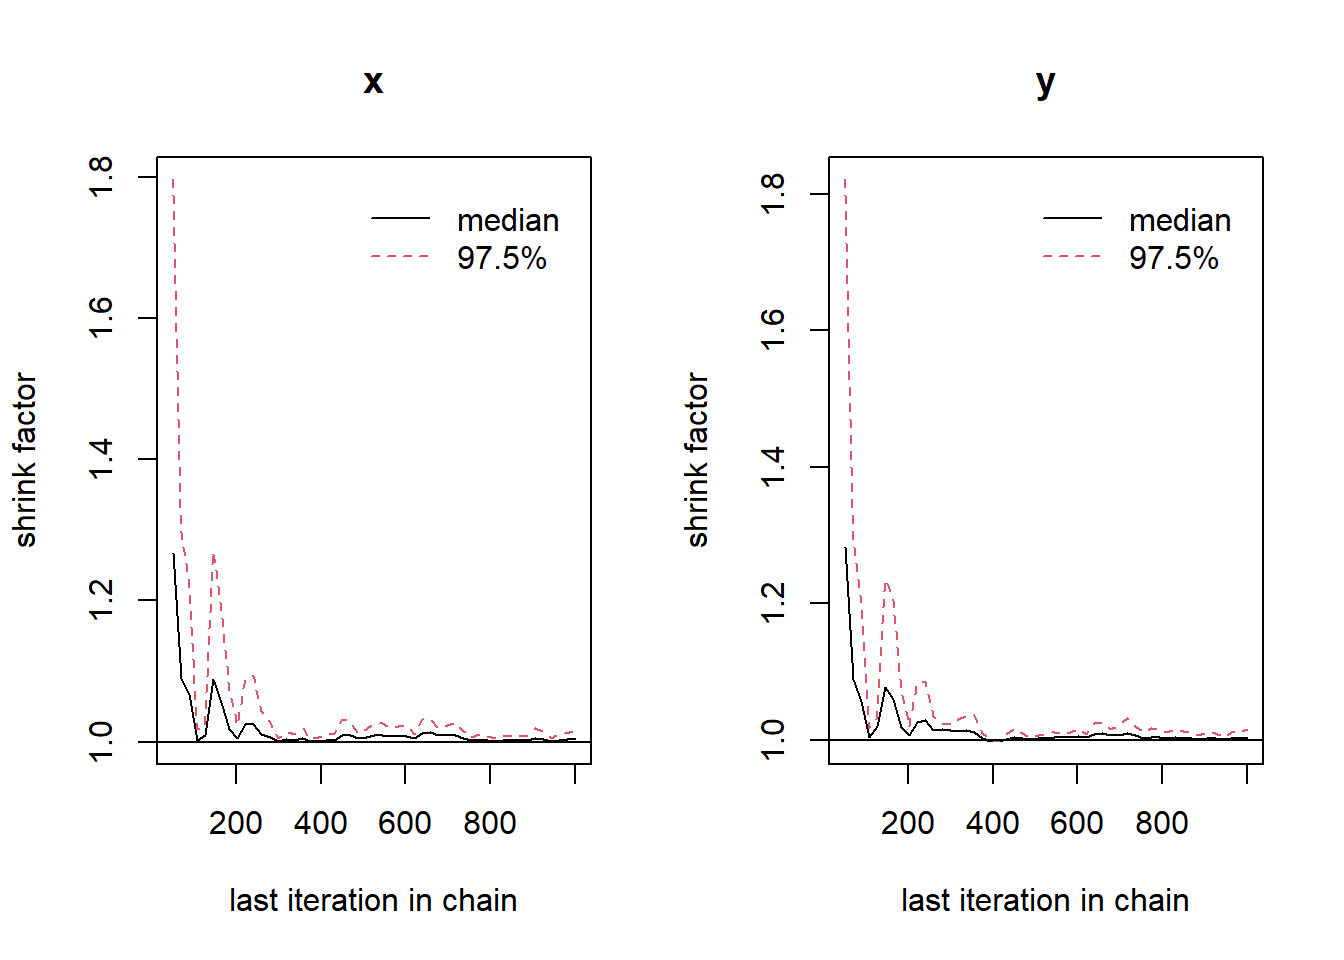 x
shrink factor
1.0 1.2 1.4 1.6 1.8
median
97.5%
200 400 600 800
last iteration in chain
y
shrink factor
1.0 1.2 1.4 1.6 1.8
median
97.5%
200 400 600 800
last iteration in chain